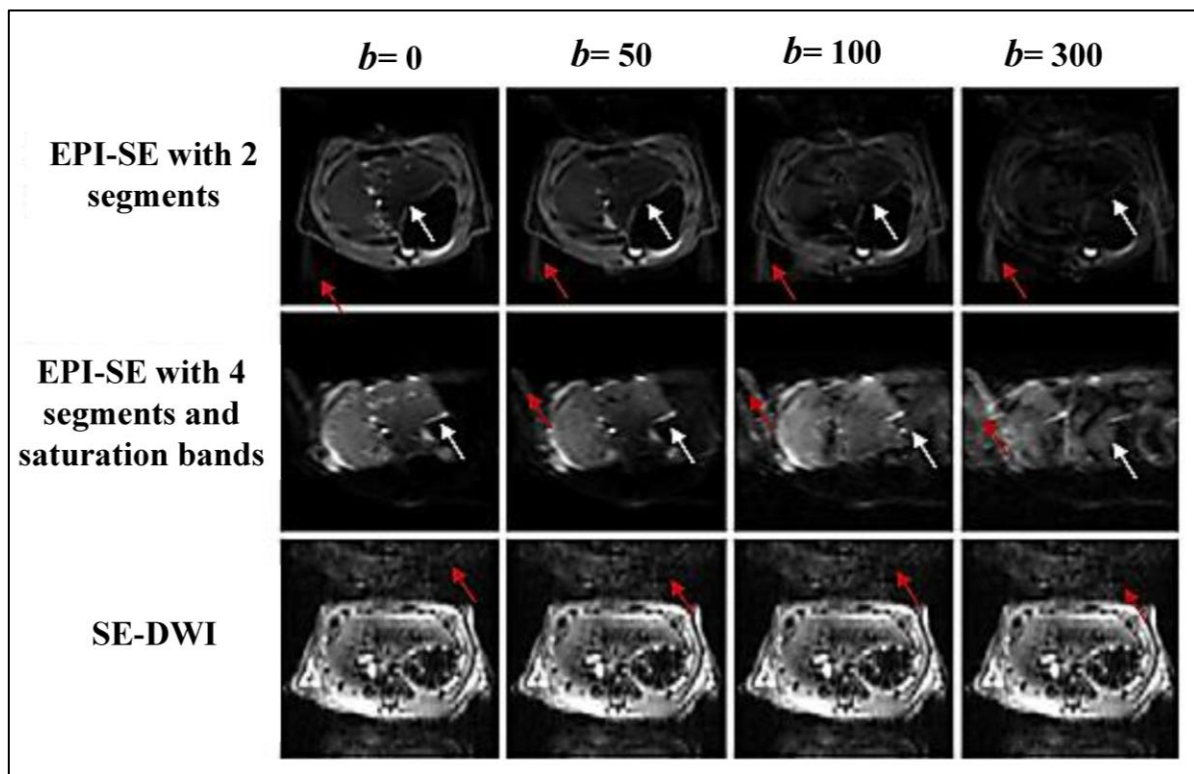 b= 0
b= 50
b= 100
b= 300
EPI-SE with 2
segments
EPI-SE with 4
segments and
saturation bands
SE-DWI